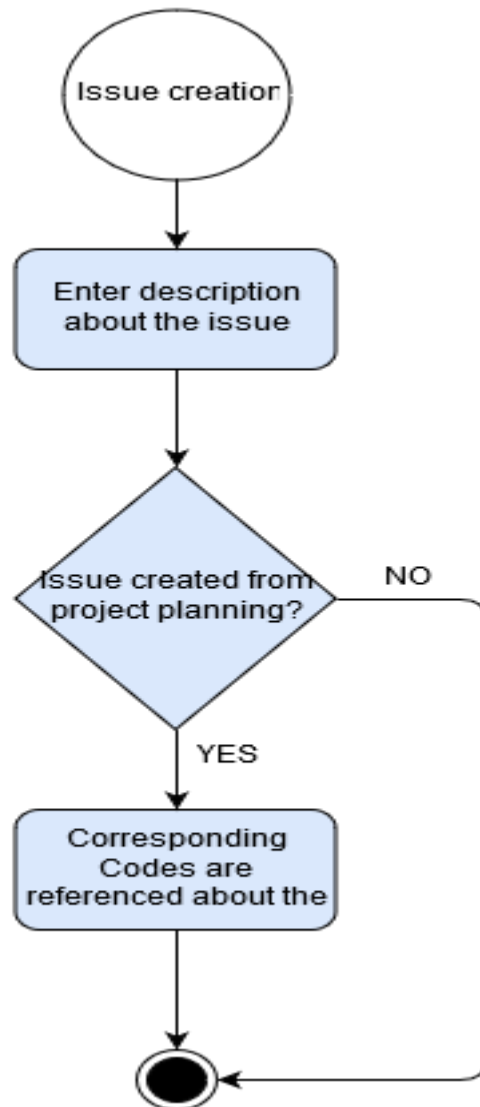 Issue creation
Enter description
about the issue
Issue created from
project planning?
NO
YES
Corresponding
Codes are
referenced about the